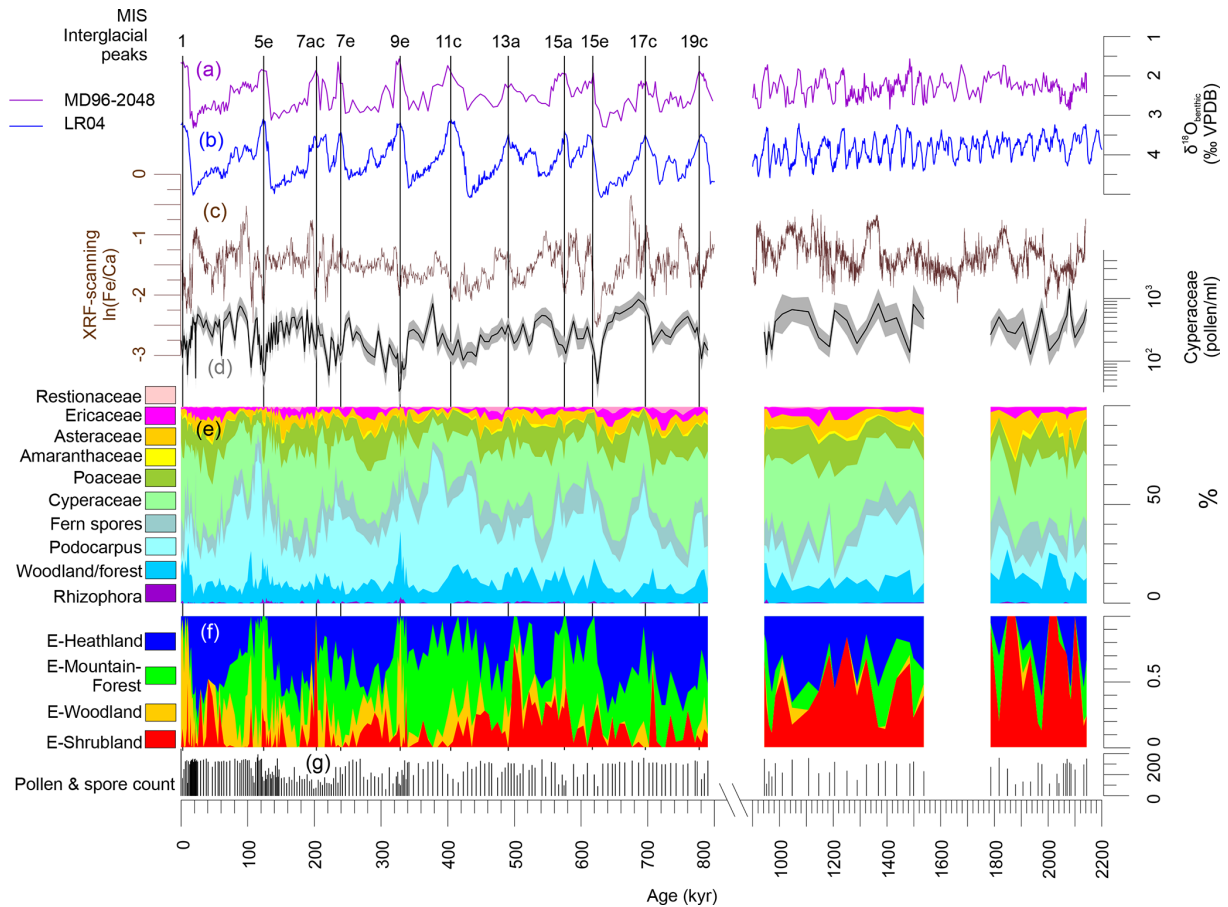 MIS
Interglacial
peaks
1 5e 7ac 7e 9e 11c 13a 15a 15e 17c 19c
(a)
MD96-2048
LR04
(b)
1
2
3
4
δ¹⁸O benthic
(‰ VPDB)
(c)
0
-1
-2
-3
XRF-scanning
ln(Fe/Ca)
(d)
10³
10²
Cyperaceae
(pollen/ml)
Restionaceae
Ericaceae
Asteraceae
Amaranthaceae
Poaceae
Cyperaceae
Fern spores
Podocarpus
Woodland/forest
Rhizophora
(e)
50
0
%
E-Heathland
E-Mountain-
Forest
E-Woodland
E-Shrubland
(f)
0.5
0
Pollen & spore count
(g)
200
0
0 100 200 300 400 500 600 700 800 1000 1200 1400 1600 1800 2000 2200
Age (kyr)